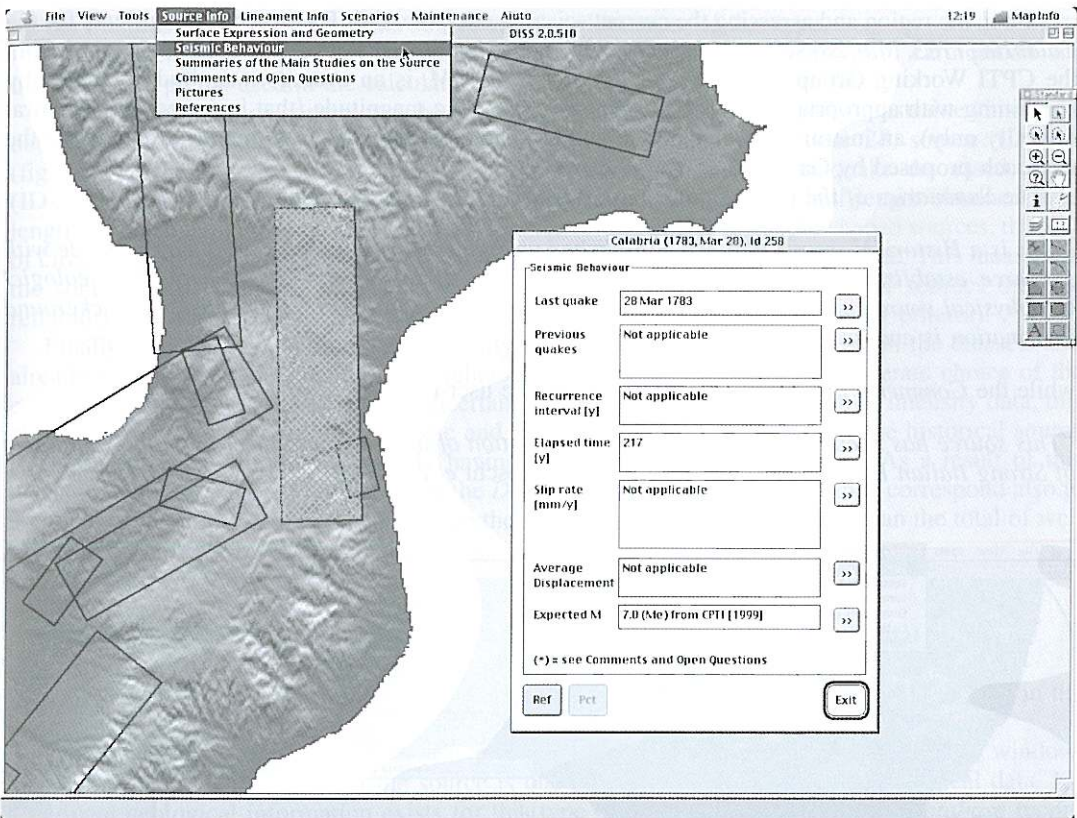 File View Tools Source Info Lineament Info Scenarios Maintenance Aiuto 12:19 MapInfo
DISS 2.0.510
Surface Expression and Geometry
Seismic Behaviour
Summaries of the Main Studies on the Source
Comments and Open Questions
Pictures
References
Calabria (1783, Mar 28), Id 258
Seismic Behaviour
Last quake 28 Mar 1783 >>
Previous quakes Not applicable >>
Recurrence interval [y] Not applicable >>
Elapsed time [y] 217 >>
Slip rate [mm/y] Not applicable >>
Average Displacement Not applicable >>
Expected M 7.0 (Me) from CPTI [1999] >>
(*) = see Comments and Open Questions
Ref Pct Exit